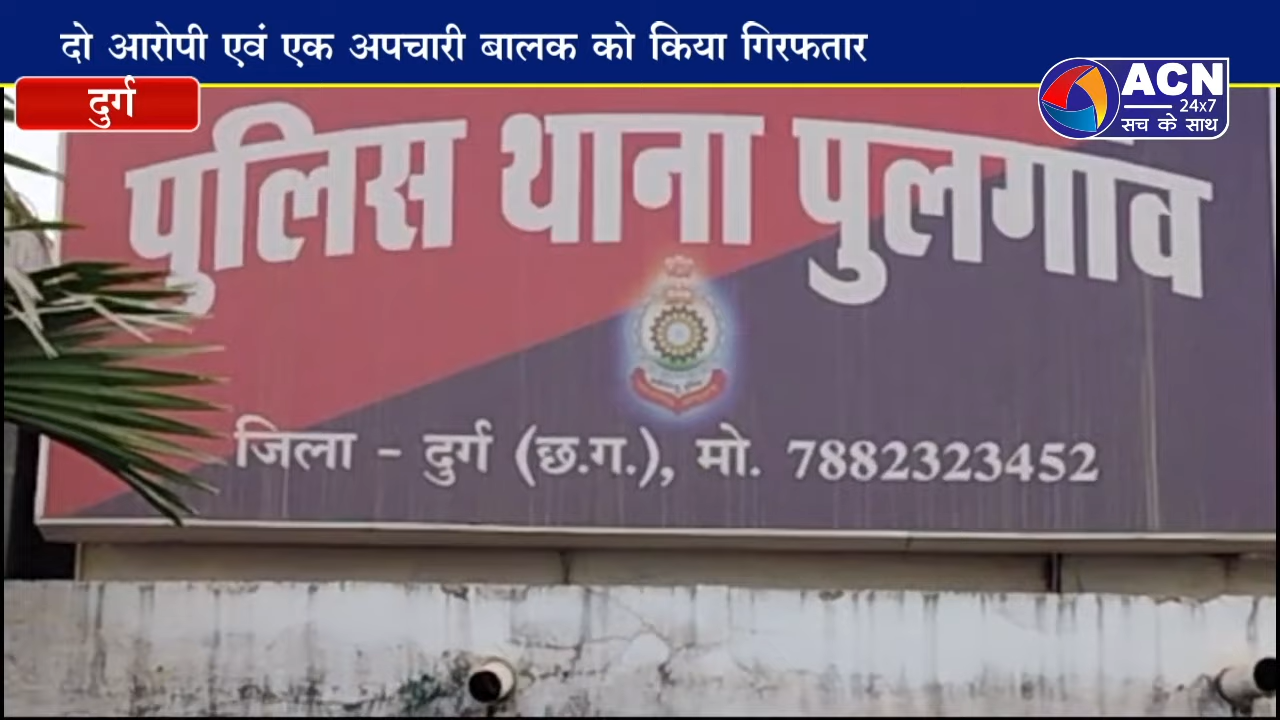 दो आरोपी एवं एक अपचारी बालक को किया गिरफतार
दुर्ग
ACN
24x7
सच के साथ
पुलिस थाना पुलगाव
जिला - दुर्ग (छ.ग.), मो. 7882323452